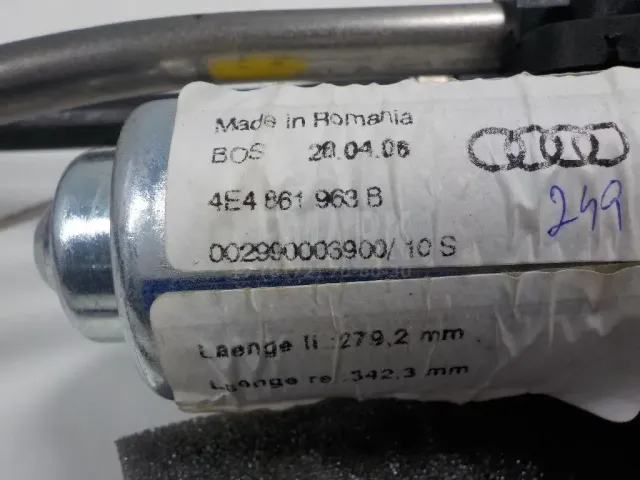 Made in Romania
BOS 28.04.06
4E4 861 963 B
249
002990006900/ 10 S
Laenge li.:279,2 mm
Laenge re.:342,3 mm